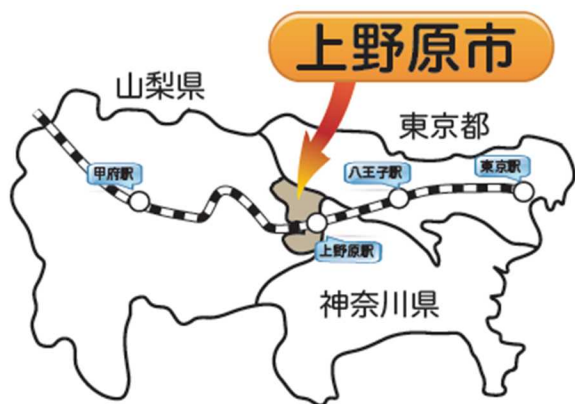 上野原市
山梨県
東京都
甲府駅
八王子駅
東京駅
上野原駅
神奈川県